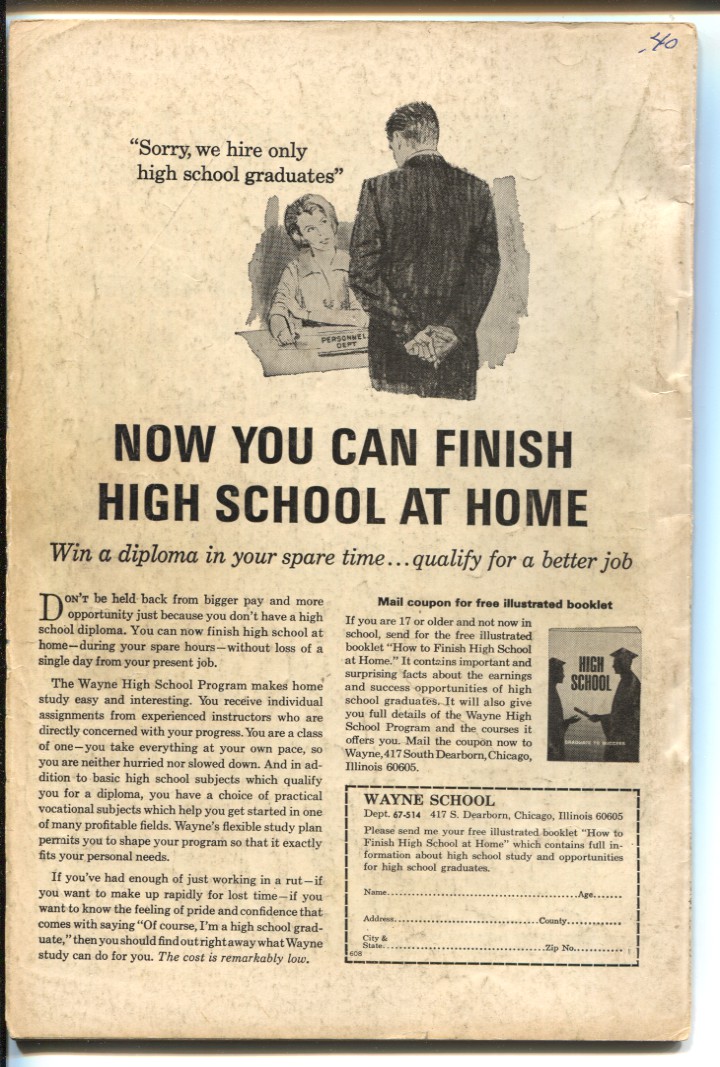 .40
“Sorry, we hire only
high school graduates”
PERSONNEL
DEPT
NOW YOU CAN FINISH
HIGH SCHOOL AT HOME
Win a diploma in your spare time...qualify for a better job
DON'T be held back from bigger pay and more
opportunity just because you don't have a high
school diploma. You can now finish high school at
home—during your spare hours—without loss of a
single day from your present job.
The Wayne High School Program makes home
study easy and interesting. You receive individual
assignments from experienced instructors who are
directly concerned with your progress. You are a class
of one—you take everything at your own pace, so
you are neither hurried nor slowed down. And in ad-
dition to basic high school subjects which qualify
you for a diploma, you have a choice of practical
vocational subjects which help you get started in one
of many profitable fields. Wayne's flexible study plan
permits you to shape your program so that it exactly
fits your personal needs.
If you've had enough of just working in a rut—if
you want to make up rapidly for lost time—if you
want to know the feeling of pride and confidence that
comes with saying “Of course, I'm a high school grad-
uate,” then you should find out right away what Wayne
study can do for you. The cost is remarkably low.
Mail coupon for free illustrated booklet
If you are 17 or older and not now in
school, send for the free illustrated
booklet “How to Finish High School
at Home.” It contains important and
surprising facts about the earnings
and success opportunities of high
school graduates. It will also give
you full details of the Wayne High
School Program and the courses it
offers you. Mail the coupon now to
Wayne, 417 South Dearborn, Chicago,
Illinois 60605.
HIGH
SCHOOL
GRADUATE TO SUCCESS
WAYNE SCHOOL
Dept. 67-514 417 S. Dearborn, Chicago, Illinois 60605
Please send me your free illustrated booklet “How to
Finish High School at Home” which contains full in-
formation about high school study and opportunities
for high school graduates.
Name..........Age.......
Address..........County..........
City &
State..........Zip No..........
608